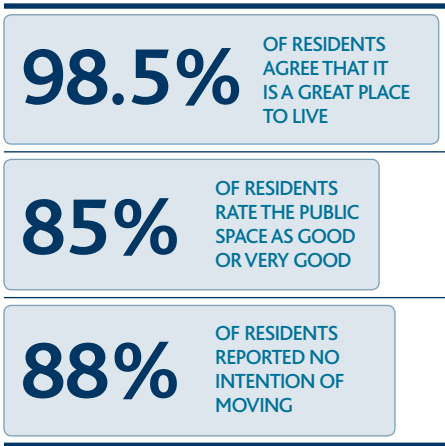 98.5%
OF RESIDENTS
AGREE THAT IT
IS A GREAT PLACE
TO LIVE
85%
OF RESIDENTS
RATE THE PUBLIC
SPACE AS GOOD
OR VERY GOOD
88%
OF RESIDENTS
REPORTED NO
INTENTION OF
MOVING